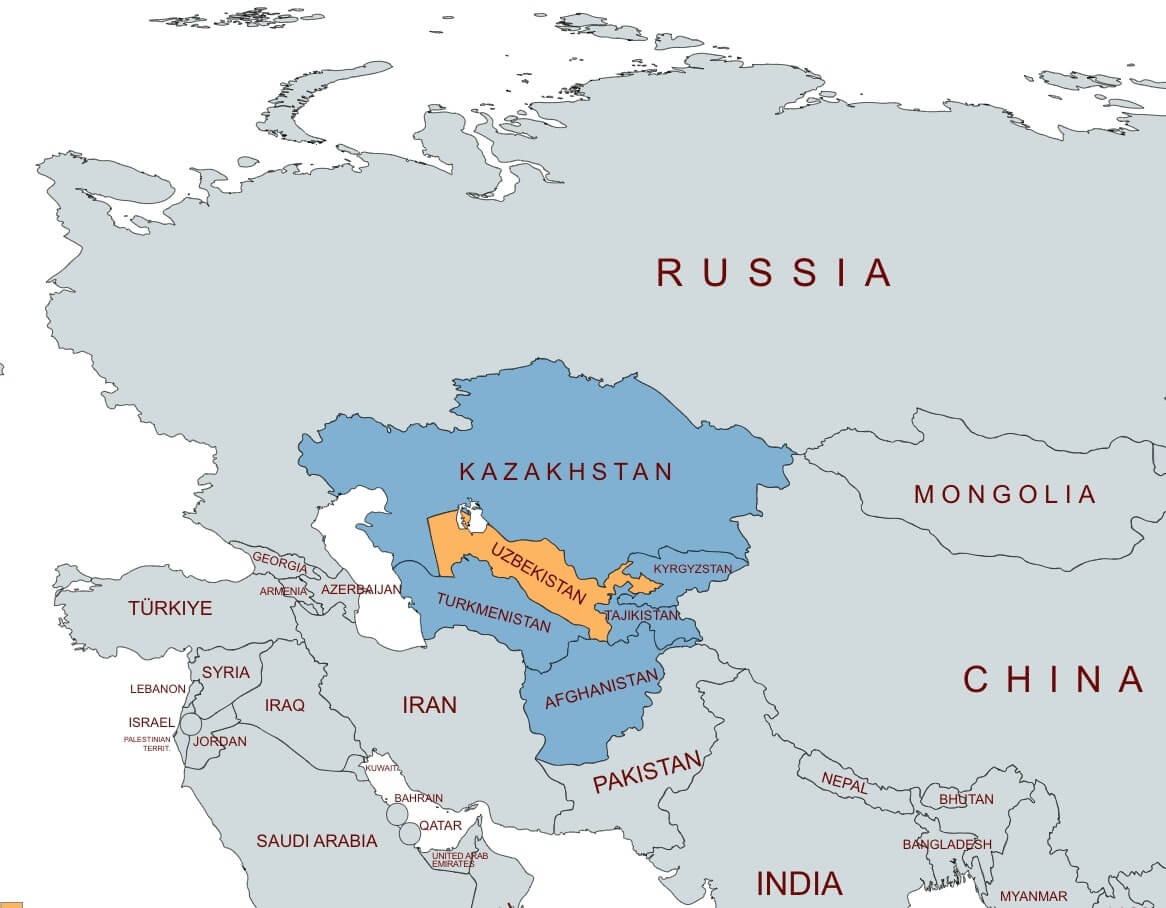 RUSSIA
KAZAKHSTAN
MONGOLIA
UZBEKISTAN
GEORGIA
KYRGYZSTAN
ARMENIA
AZERBAIJAN
TÜRKIYE
TURKMENISTAN
TAJIKISTAN
SYRIA
CHINA
LEBANON
AFGHANISTAN
IRAQ
IRAN
ISRAEL
PALESTINIAN
TERRIT.
JORDAN
KUWAIT
PAKISTAN
NEPAL
BAHRAIN
BHUTAN
QATAR
SAUDI ARABIA
BANGLADESH
UNITED ARAB
EMIRATES
INDIA
MYANMAR